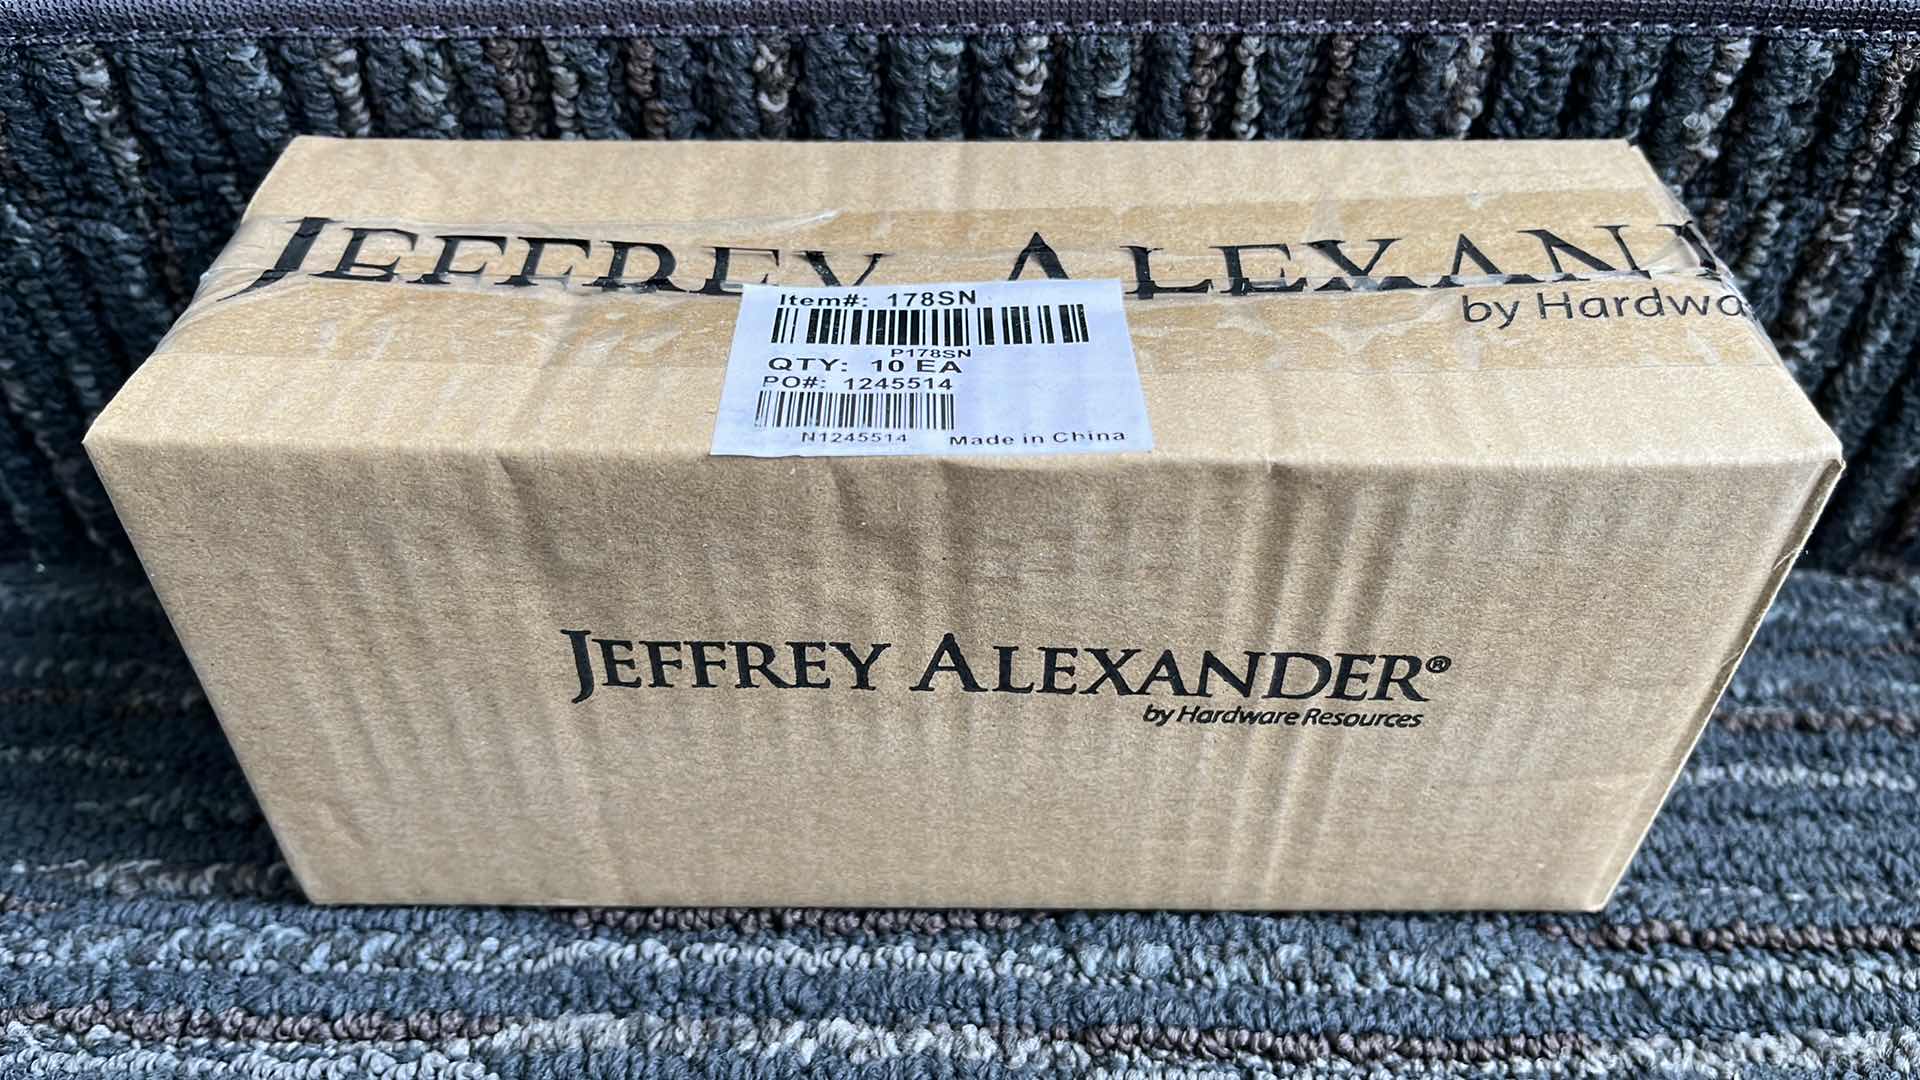 JEFFREY ALEXAN
by Hardwa
Item#: 178SN
P178SN
QTY: 10 EA
PO#: 1245514
N1245514 Made in China
JEFFREY ALEXANDER®
by Hardware Resources